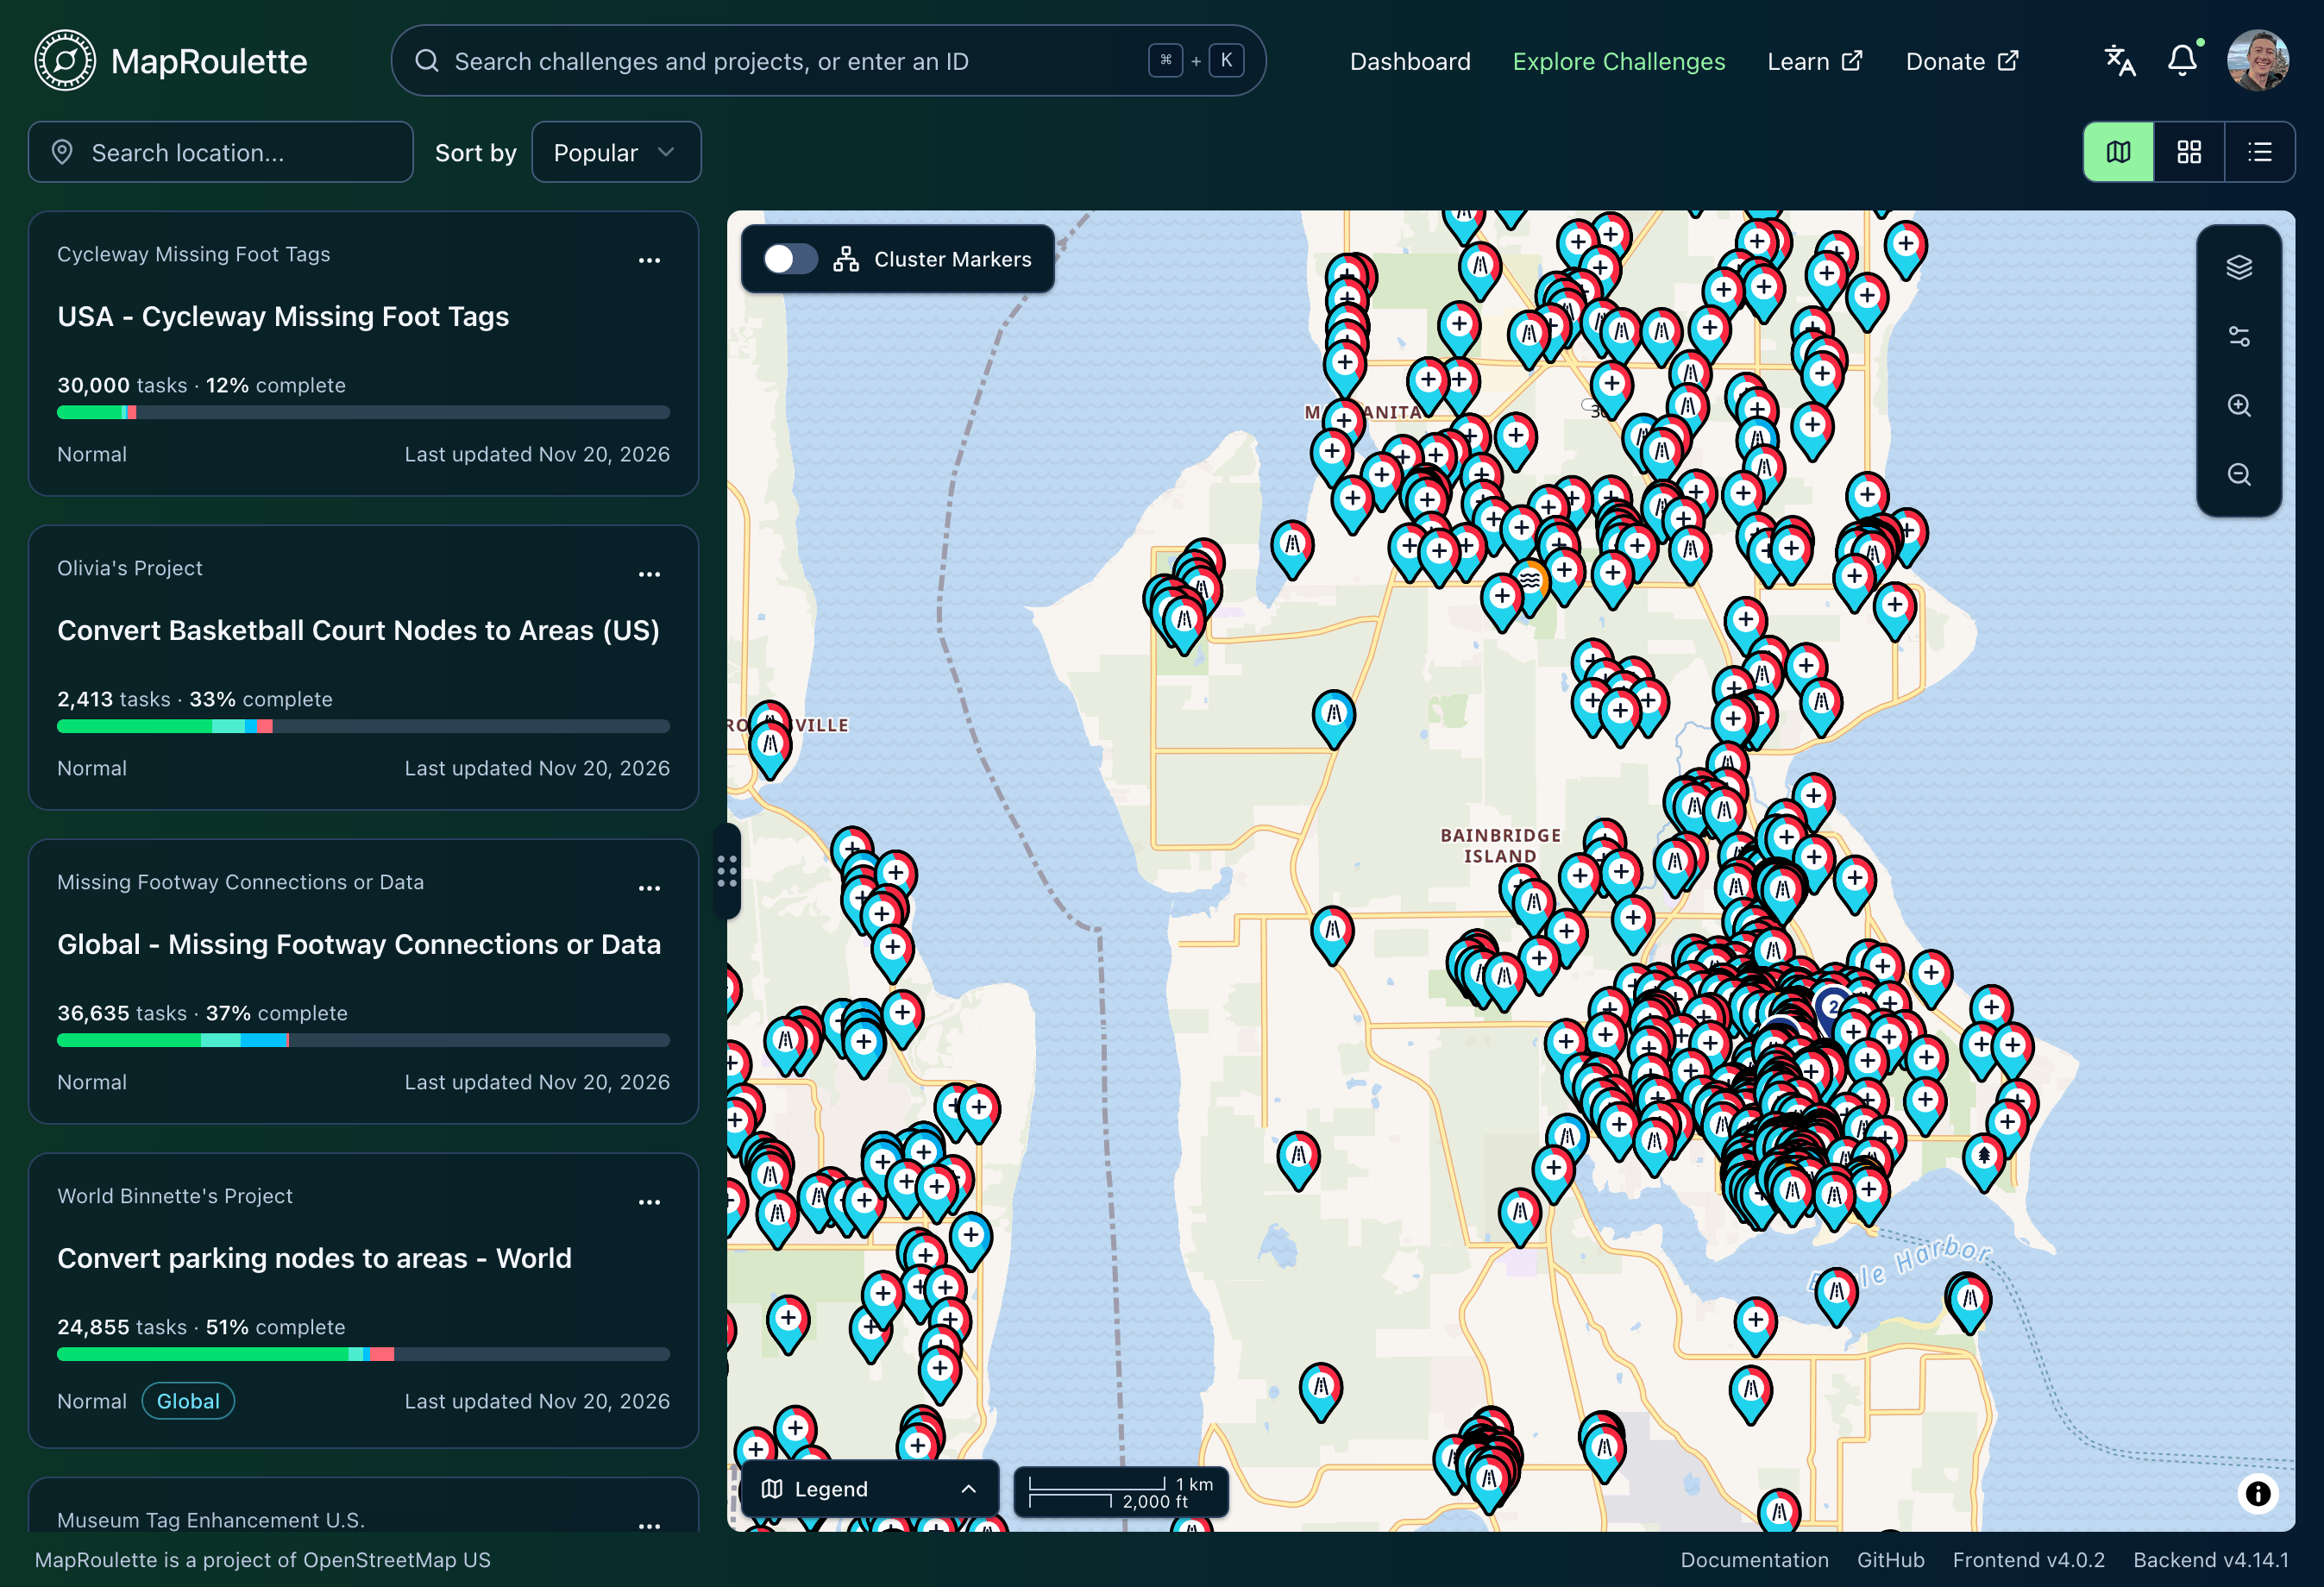 MapRoulette
Search challenges and projects, or enter an ID
⌘ + K
Dashboard
Explore Challenges
Learn
Donate
Search location...
Sort by
Popular
Cycleway Missing Foot Tags
USA - Cycleway Missing Foot Tags
30,000 tasks · 12% complete
Normal
Last updated Nov 20, 2026
Olivia's Project
Convert Basketball Court Nodes to Areas (US)
2,413 tasks · 33% complete
Normal
Last updated Nov 20, 2026
Missing Footway Connections or Data
Global - Missing Footway Connections or Data
36,635 tasks · 37% complete
Normal
Last updated Nov 20, 2026
World Binnette's Project
Convert parking nodes to areas - World
24,855 tasks · 51% complete
Normal
Global
Last updated Nov 20, 2026
Museum Tag Enhancement U.S.
Cluster Markers
BAINBRIDGE
ISLAND
2
Harbor
Legend
1 km
2,000 ft
MapRoulette is a project of OpenStreetMap US
Documentation
GitHub
Frontend v4.0.2
Backend v4.14.1